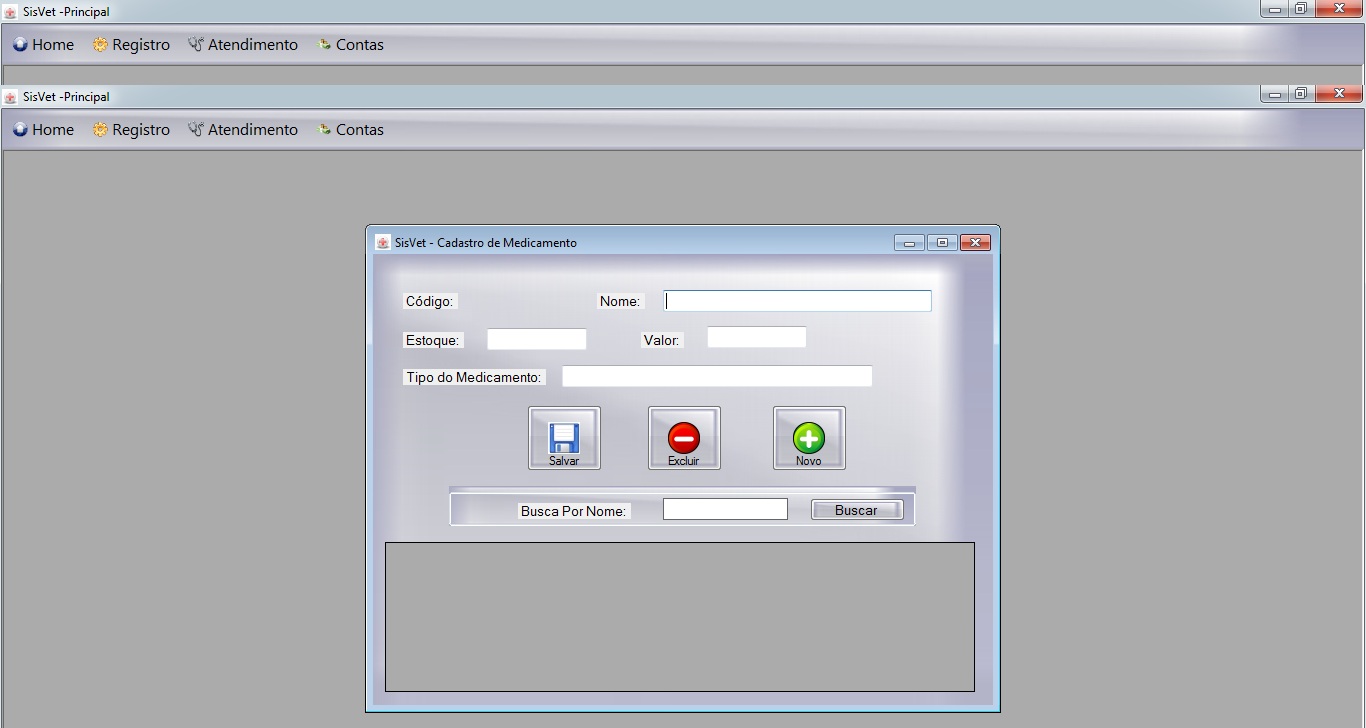 SisVet -Principal
Home Registro Atendimento Contas
SisVet -Principal
Home Registro Atendimento Contas
SisVet - Cadastro de Medicamento
Código: Nome:
Estoque: Valor:
Tipo do Medicamento:
Salvar Excluir Novo
Busca Por Nome: Buscar